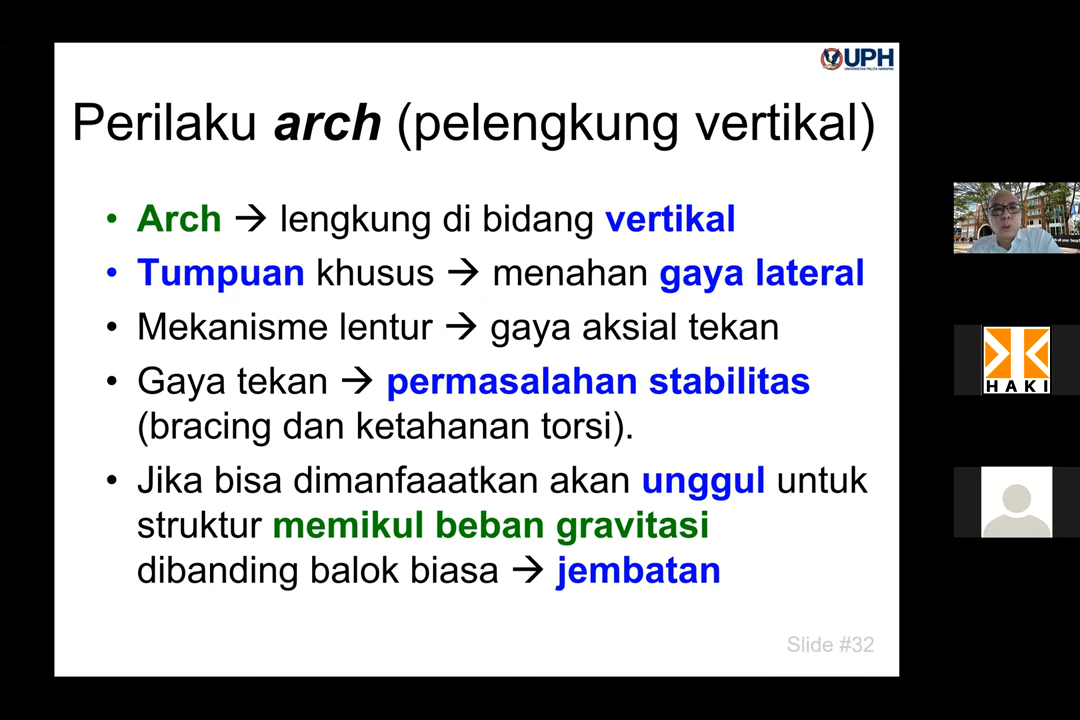 UPH
UNIVERSITAS PELITA HARAPAN
Perilaku arch (pelengkung vertikal)
• Arch → lengkung di bidang vertikal
• Tumpuan khusus → menahan gaya lateral
• Mekanisme lentur → gaya aksial tekan
• Gaya tekan → permasalahan stabilitas
(bracing dan ketahanan torsi).
• Jika bisa dimanfaaatkan akan unggul untuk
struktur memikul beban gravitasi
dibanding balok biasa → jembatan
Slide #32
HAKI